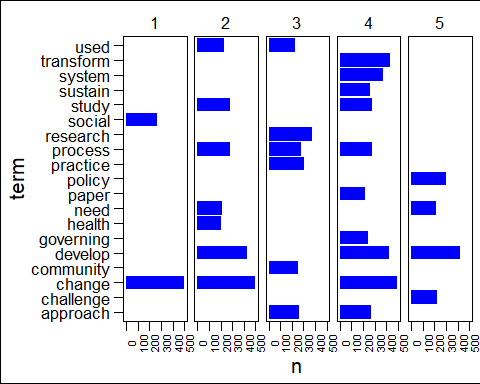 1 2 3 4 5
used
transform
system
sustain
study
social
research
process
practice
policy
paper
need
health
governing
develop
community
change
challenge
approach
term
0 100 200 300 400 500 0 100 200 300 400 500 0 100 200 300 400 500 0 100 200 300 400 500 0 100 200 300 400 500
n